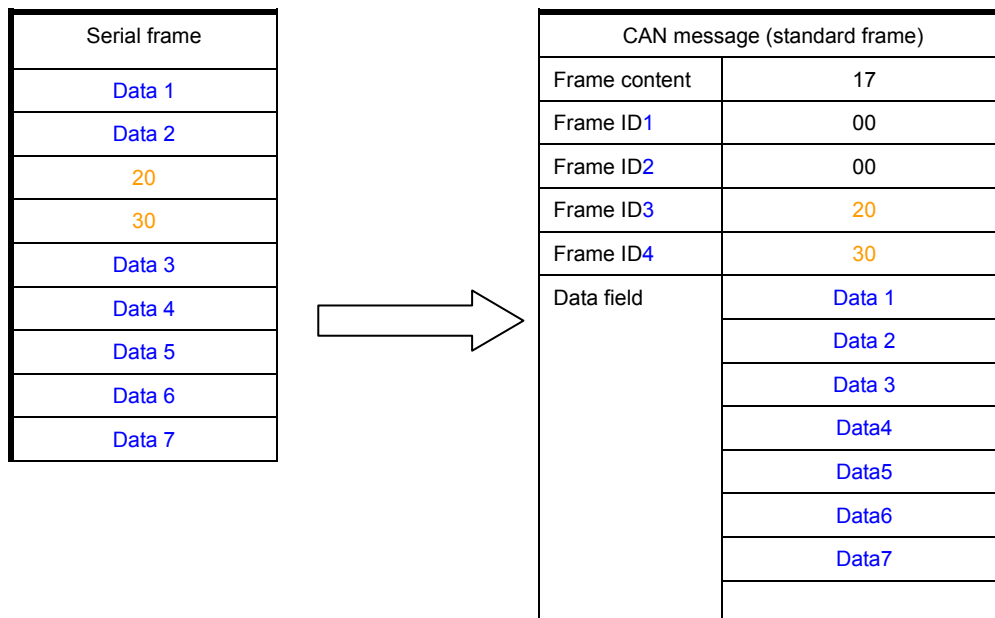 Serial frame
Data 1
Data 2
20
30
Data 3
Data 4
Data 5
Data 6
Data 7
CAN message (standard frame)
Frame content 17
Frame ID1 00
Frame ID2 00
Frame ID3 20
Frame ID4 30
Data field Data 1
Data 2
Data 3
Data4
Data5
Data6
Data7